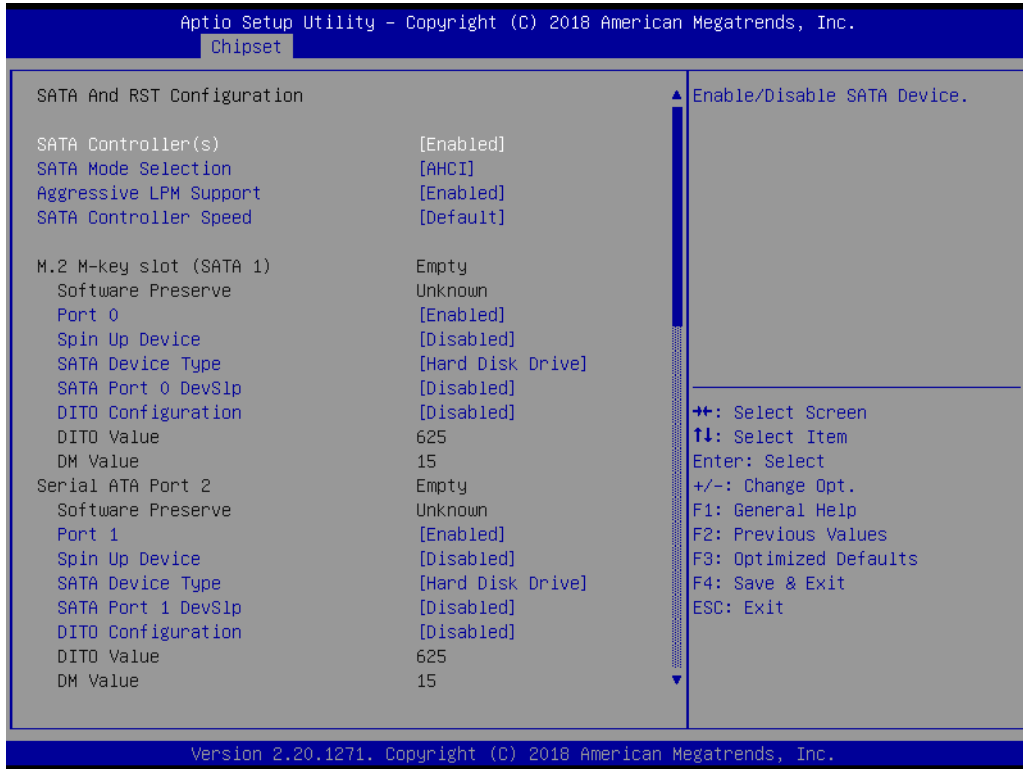 Aptio Setup Utility – Copyright (C) 2018 American Megatrends, Inc.
Chipset
SATA And RST Configuration
SATA Controller(s) [Enabled]
SATA Mode Selection [AHCI]
Aggressive LPM Support [Enabled]
SATA Controller Speed [Default]
M.2 M-key slot (SATA 1) Empty
Software Preserve Unknown
Port 0 [Enabled]
Spin Up Device [Disabled]
SATA Device Type [Hard Disk Drive]
SATA Port 0 DevSlp [Disabled]
DITO Configuration [Disabled]
DITO Value 625
DM Value 15
Serial ATA Port 2 Empty
Software Preserve Unknown
Port 1 [Enabled]
Spin Up Device [Disabled]
SATA Device Type [Hard Disk Drive]
SATA Port 1 DevSlp [Disabled]
DITO Configuration [Disabled]
DITO Value 625
DM Value 15
Enable/Disable SATA Device.
→←: Select Screen
↑↓: Select Item
Enter: Select
+/-: Change Opt.
F1: General Help
F2: Previous Values
F3: Optimized Defaults
F4: Save & Exit
ESC: Exit
Version 2.20.1271. Copyright (C) 2018 American Megatrends, Inc.